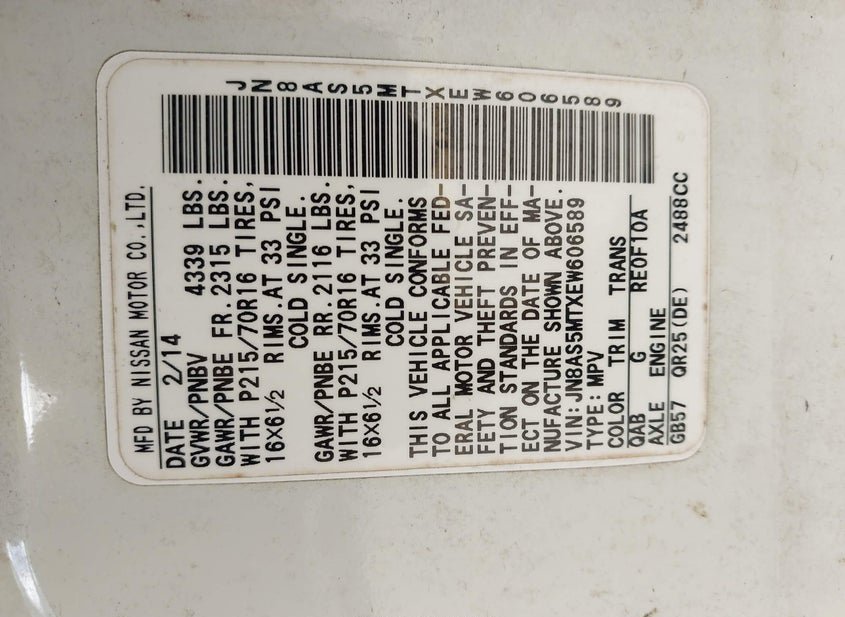 JN8AS5MTXEW606589
MFD BY NISSAN MOTOR CO.,LTD.
DATE 2/14
GVWR/PNBV 4339 LBS.
GAWR/PNBE FR.2315 LBS.
WITH P215/70R16 TIRES,
16X6½ RIMS.AT 33 PSI
COLD SINGLE.
GAWR/PNBE RR.2116 LBS.
WITH P215/70R16 TIRES,
16X6½ RIMS.AT 33 PSI
COLD SINGLE.
THIS VEHICLE CONFORMS
TO ALL APPLICABLE FED-
ERAL MOTOR VEHICLE SA-
FETY AND THEFT PREVEN-
TION STANDARDS IN EFF-
ECT ON THE DATE OF MA-
NUFACTURE SHOWN ABOVE.
VIN:JN8AS5MTXEW606589
TYPE:MPV
COLOR TRIM TRANS
QAB G RE0F10A
AXLE ENGINE
GB57 QR25(DE) 2488CC